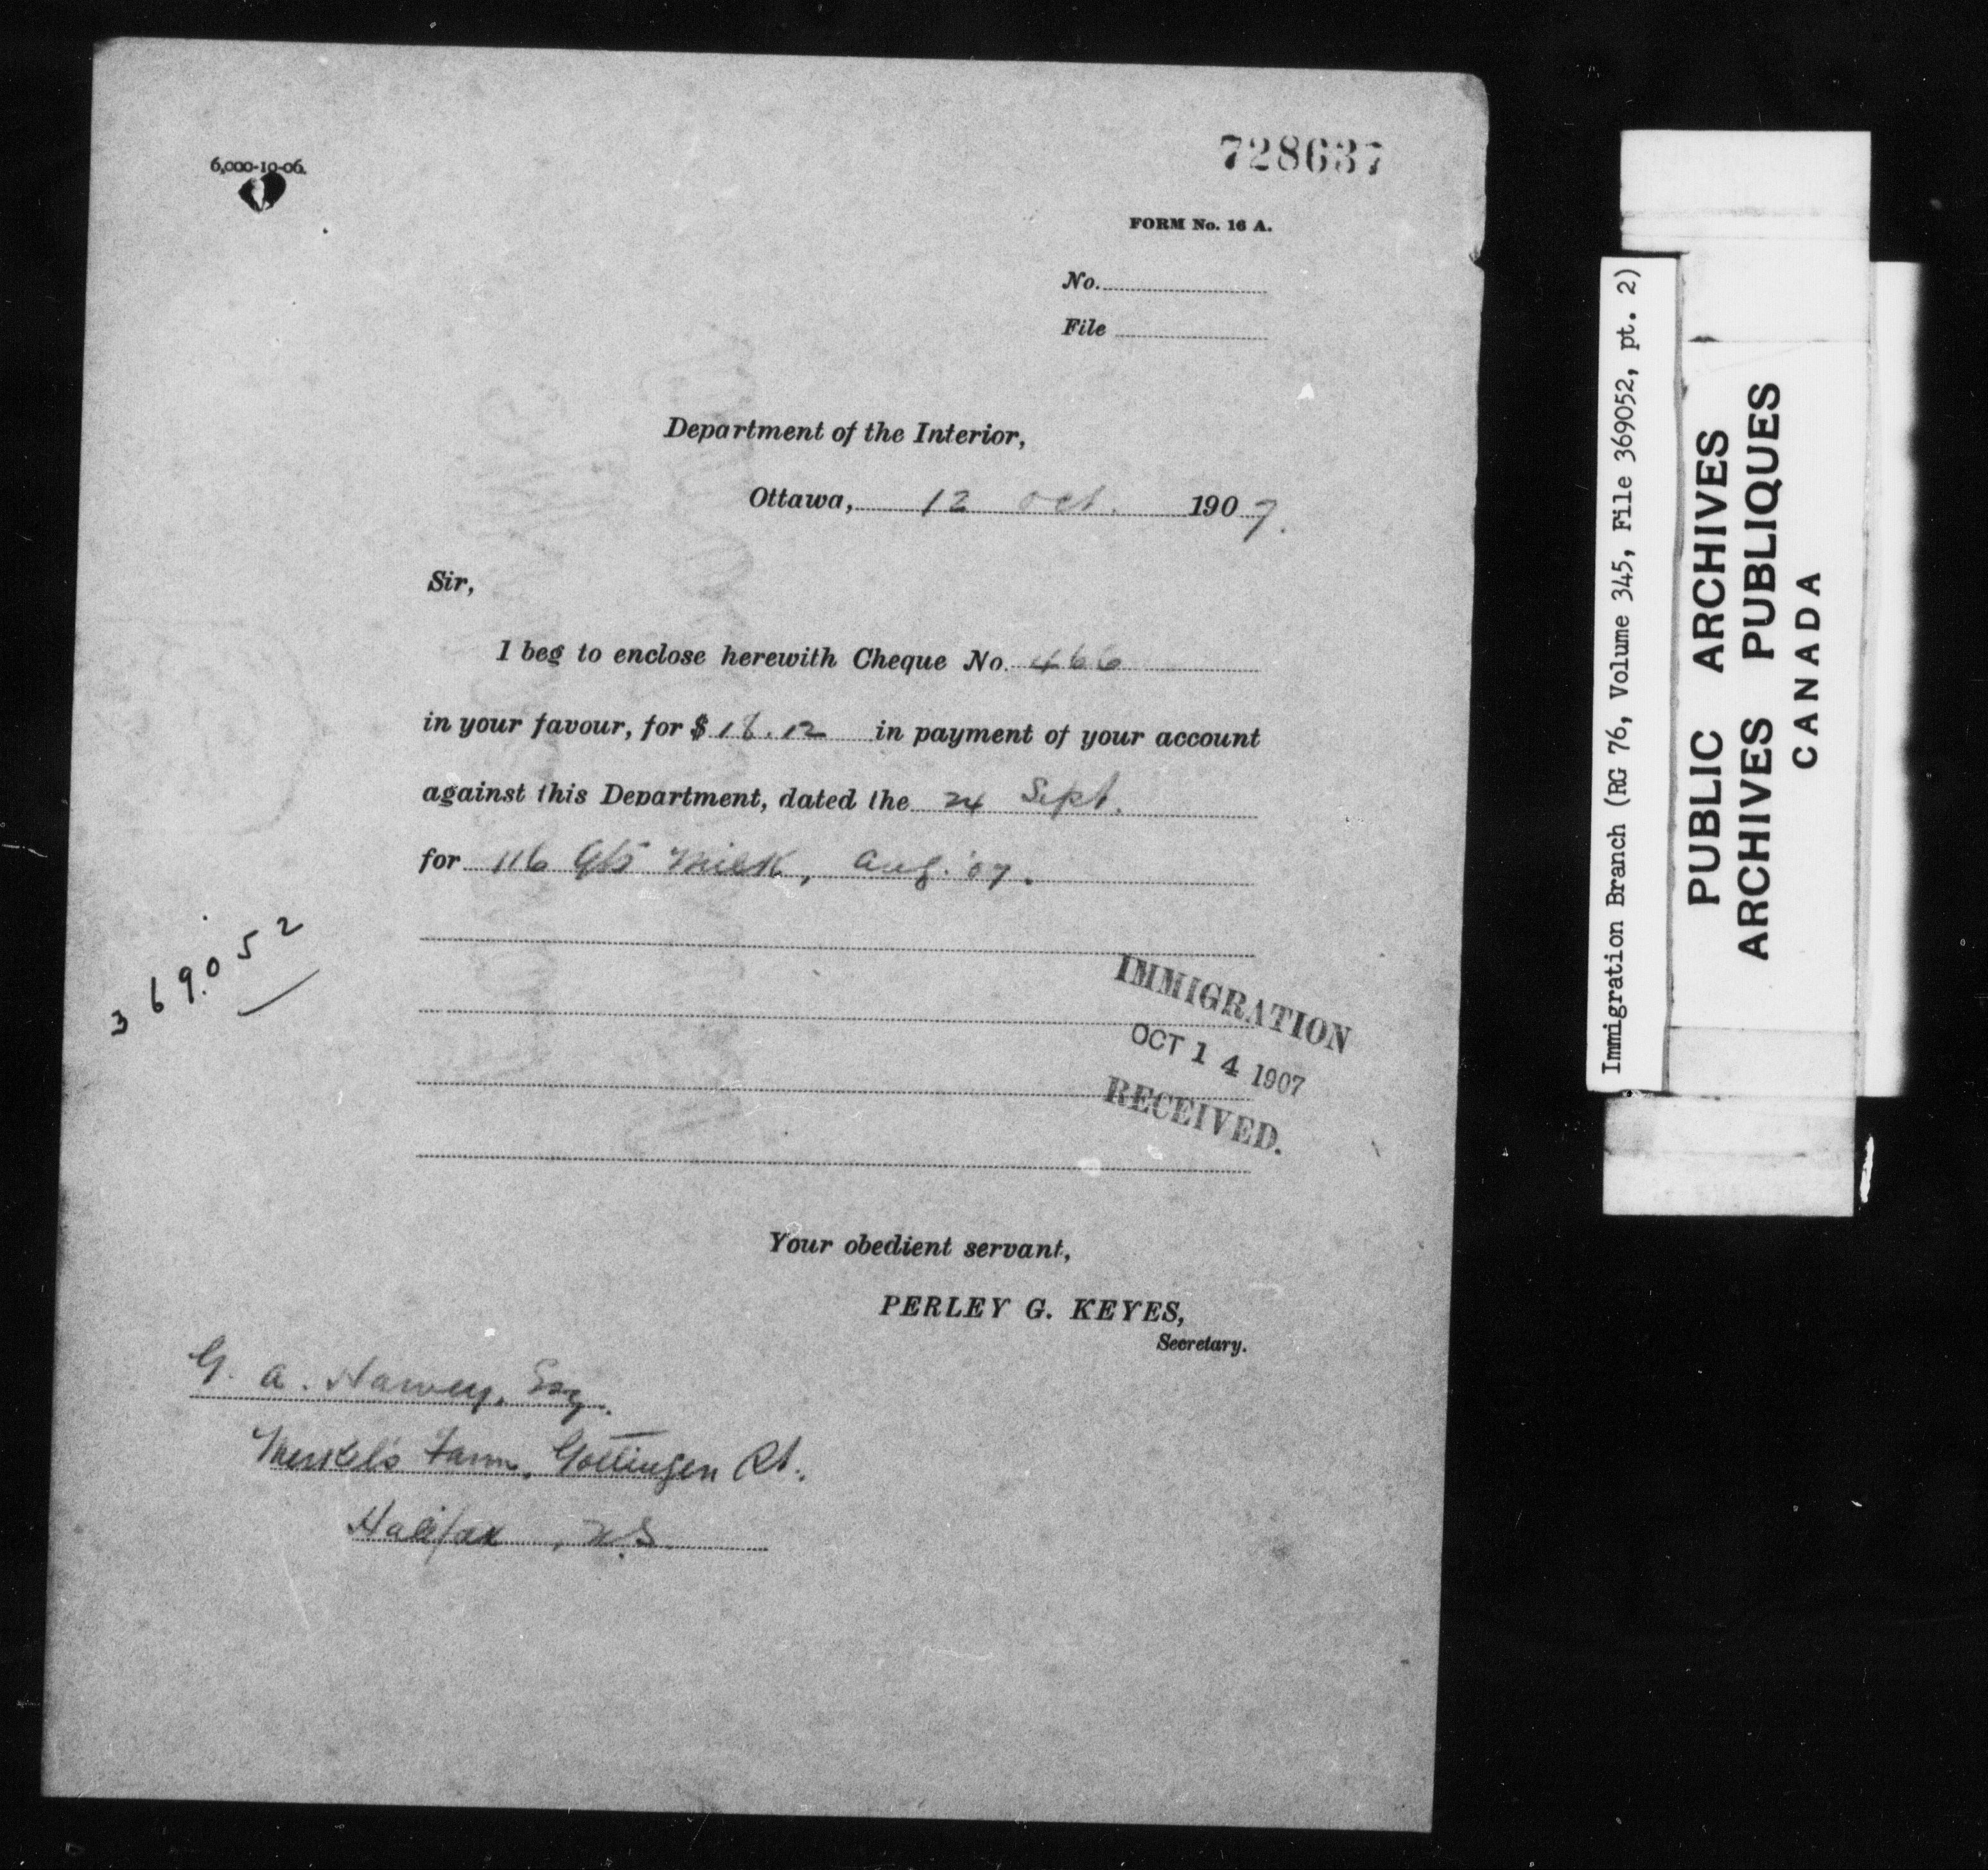 6,000-10-06.
728637
FORM No. 16 A.
No.
File
Department of the Interior,
Ottawa, 12 Oct. 1907.
Sir,
I beg to enclose herewith Cheque No. 466
in your favour, for $ 18.12 in payment of your account
against this Department, dated the 24 Sept.
for 116 Qts Milk, Aug. '07.
369052
IMMIGRATION
OCT 14 1907
RECEIVED.
Your obedient servant,
PERLEY G. KEYES,
Secretary.
G. A. Harvey, Esq.
Merkel's Farm, Gottingen Rd.
Halifax, N.S.
Immigration Branch (RG 76, Volume 345, File 369052, pt. 2)
PUBLIC ARCHIVES
ARCHIVES PUBLIQUES
CANADA